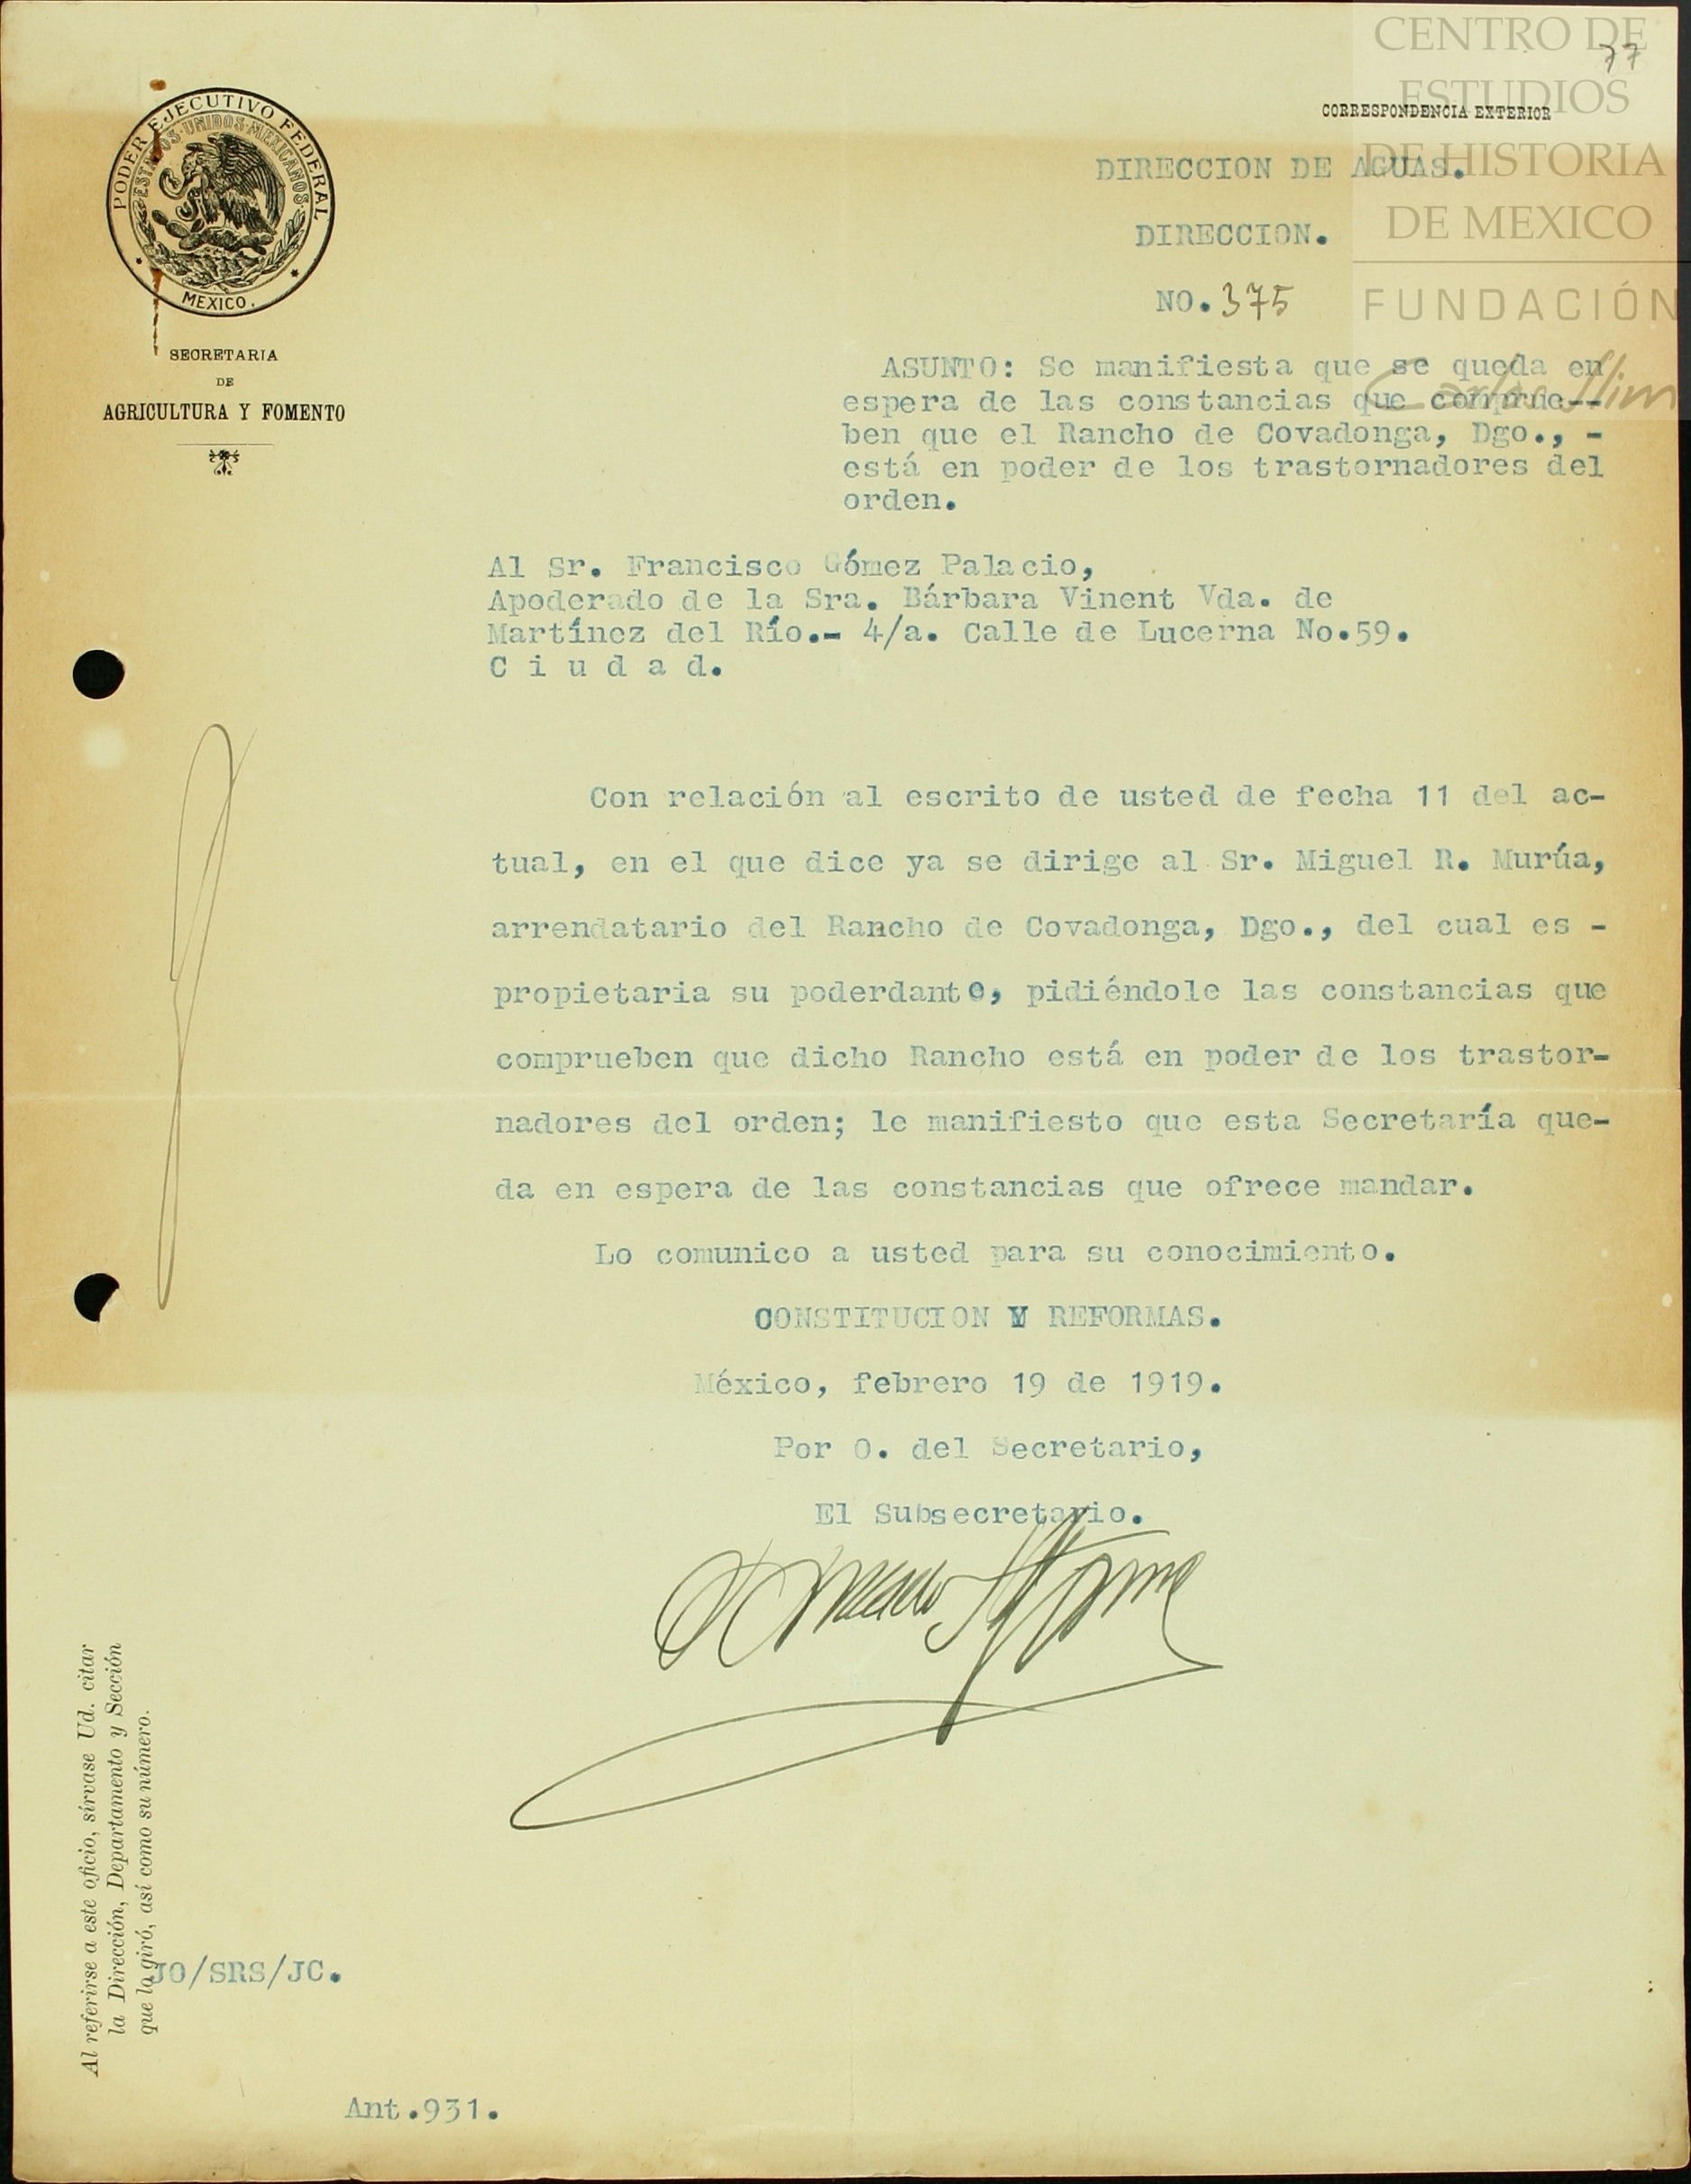 CENTRO DE
ESTUDIOS
DE HISTORIA
DE MEXICO
FUNDACIÓN
Carlos Slim
77
CORRESPONDENCIA EXTERIOR
PODER EJECUTIVO FEDERAL
ESTADOS UNIDOS MEXICANOS
MEXICO.
SECRETARIA
DE
AGRICULTURA Y FOMENTO
DIRECCION DE AGUAS.
DIRECCION.
NO. 375
ASUNTO: Se manifiesta que se queda en
espera de las constancias que comprue--
ben que el Rancho de Covadonga, Dgo., -
está en poder de los trastornadores del
orden.
Al Sr. Francisco Gómez Palacio,
Apoderado de la Sra. Bárbara Vinent Vda. de
Martínez del Río.- 4/a. Calle de Lucerna No.59.
C i u d a d.
Con relación al escrito de usted de fecha 11 del ac-
tual, en el que dice ya se dirige al Sr. Miguel R. Murúa,
arrendatario del Rancho de Covadonga, Dgo., del cual es -
propietaria su poderdante, pidiéndole las constancias que
comprueben que dicho Rancho está en poder de los trastor-
nadores del orden; le manifiesto que esta Secretaría que-
da en espera de las constancias que ofrece mandar.
Lo comunico a usted para su conocimiento.
CONSTITUCION Y REFORMAS.
México, febrero 19 de 1919.
Por O. del Secretario,
El Subsecretario.
Al referirse a este oficio, sírvase Ud. citar
la Dirección, Departamento y Sección
que lo giró, así como su número.
JO/SRS/JC.
Ant.931.